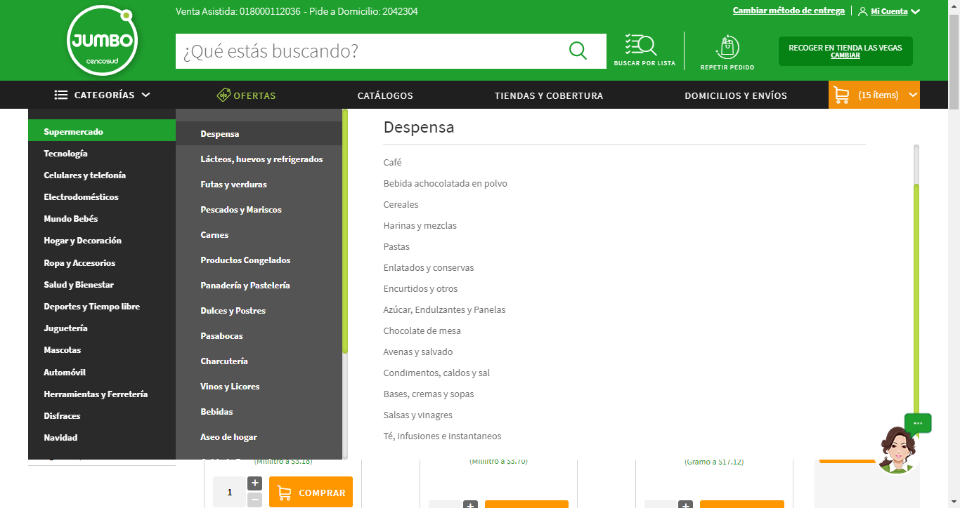 Venta Asistida: 018000112036 - Pide a Domicilio: 2042304
Cambiar método de entrega
Mi Cuenta
JUMBO
cencosud
¿Qué estás buscando?
BUSCAR POR LISTA
REPETIR PEDIDO
RECOGER EN TIENDA LAS VEGAS
CAMBIAR
CATEGORÍAS
OFERTAS
CATÁLOGOS
TIENDAS Y COBERTURA
DOMICILIOS Y ENVÍOS
(15 ítems)
Supermercado
Tecnología
Celulares y telefonía
Electrodomésticos
Mundo Bebés
Hogar y Decoración
Ropa y Accesorios
Salud y Bienestar
Deportes y Tiempo libre
Juguetería
Mascotas
Automóvil
Herramientas y Ferretería
Disfraces
Navidad
Despensa
Lácteos, huevos y refrigerados
Futas y verduras
Pescados y Mariscos
Carnes
Productos Congelados
Panadería y Pastelería
Dulces y Postres
Pasabocas
Charcutería
Vinos y Licores
Bebidas
Aseo de hogar
Despensa
Café
Bebida achocolatada en polvo
Cereales
Harinas y mezclas
Pastas
Enlatados y conservas
Encurtidos y otros
Azúcar, Endulzantes y Panelas
Chocolate de mesa
Avenas y salvado
Condimentos, caldos y sal
Bases, cremas y sopas
Salsas y vinagres
Té, infusiones e instantaneos
(Mililitro a $3.18)
(Mililitro a $3.70)
(Gramo a $17.12)
1
+
−
COMPRAR
+
+